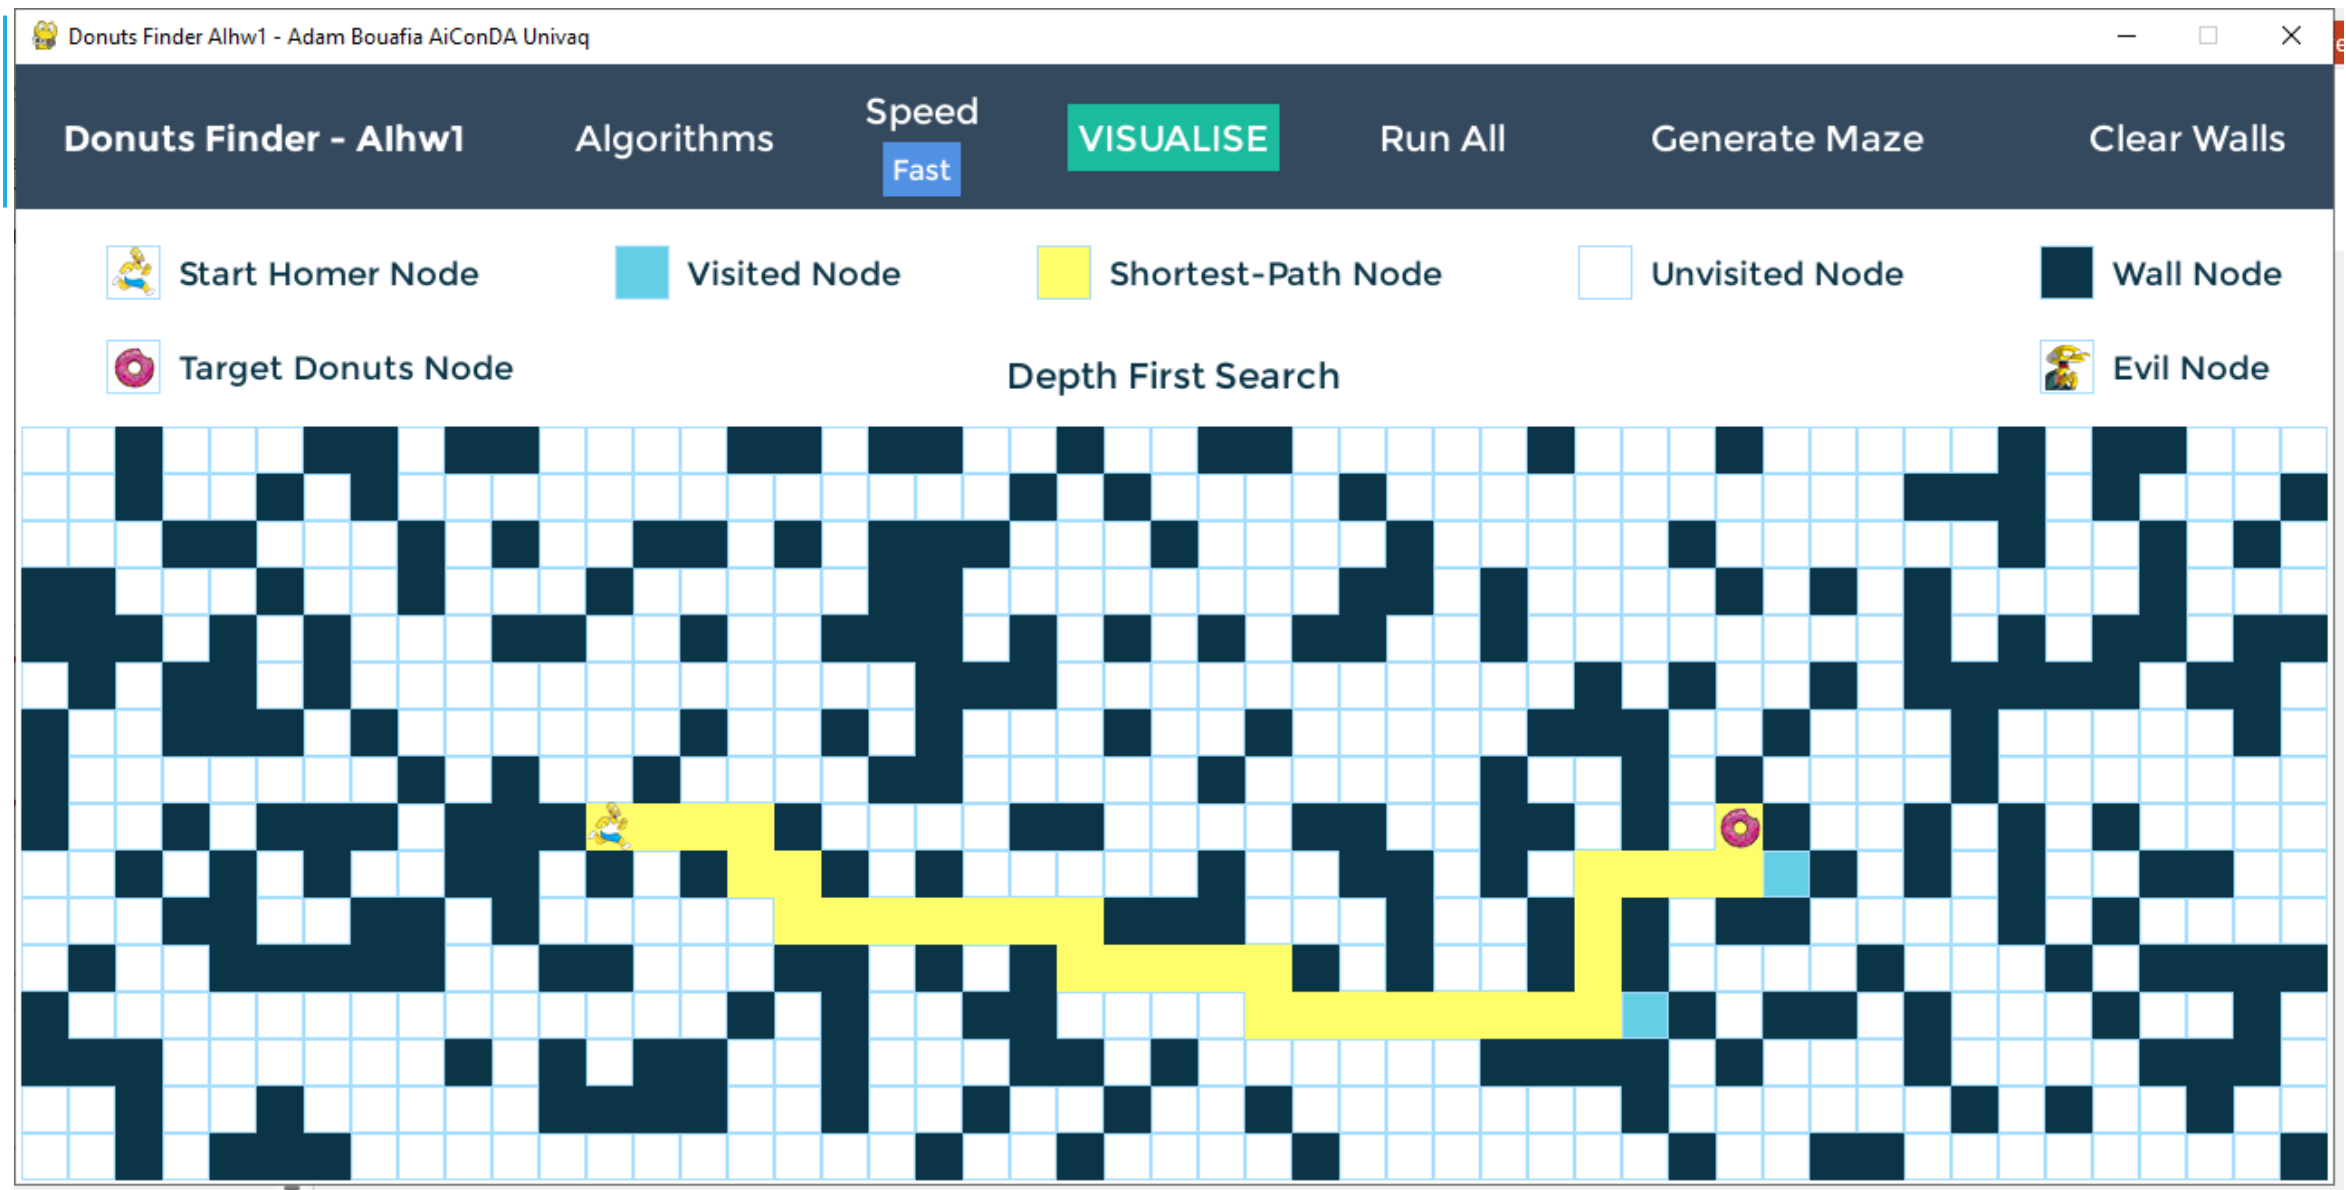 Donuts Finder AIhw1 - Adam Bouafia AiConDA Univaq
Donuts Finder - AIhw1
Algorithms
Speed
Fast
VISUALISE
Run All
Generate Maze
Clear Walls
Start Homer Node
Visited Node
Shortest-Path Node
Unvisited Node
Wall Node
Target Donuts Node
Depth First Search
Evil Node